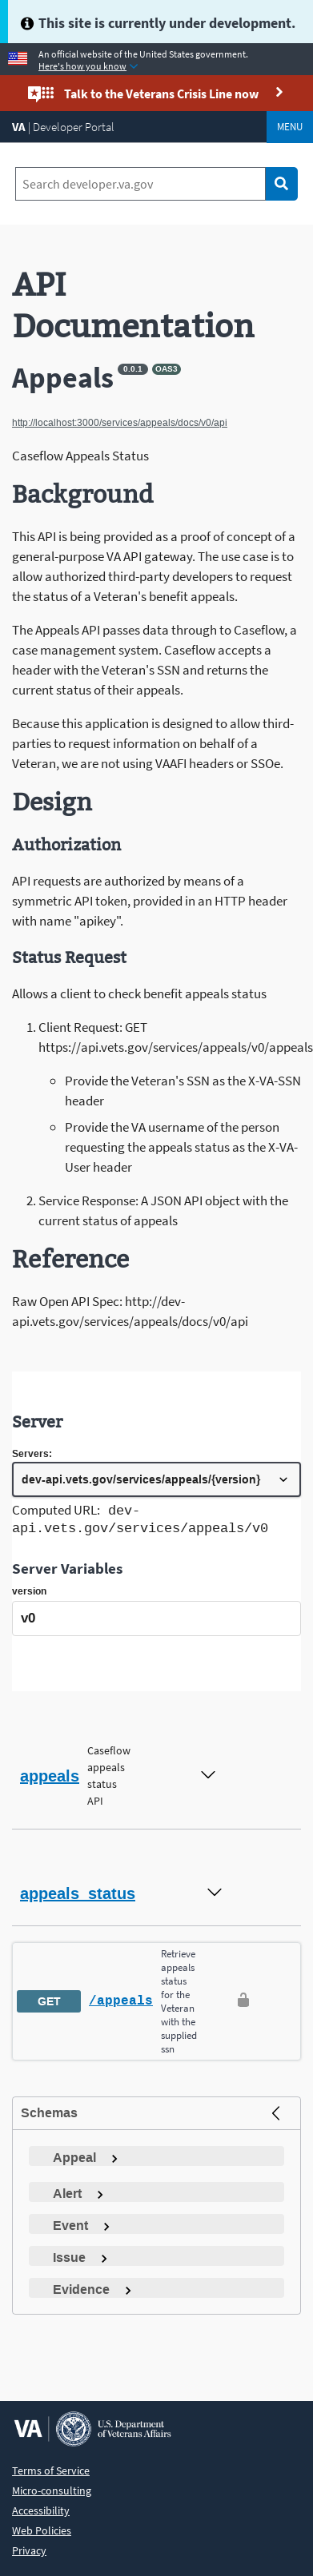 This site is currently under development.
An official website of the United States government.
Here's how you know
Talk to the Veterans Crisis Line now
VA | Developer Portal
MENU
Search developer.va.gov
API
Documentation
Appeals 0.0.1 OAS3
http://localhost:3000/services/appeals/docs/v0/api
Caseflow Appeals Status
Background
This API is being provided as a proof of concept of a
general-purpose VA API gateway. The use case is to
allow authorized third-party developers to request
the status of a Veteran's benefit appeals.
The Appeals API passes data through to Caseflow, a
case management system. Caseflow accepts a
header with the Veteran's SSN and returns the
current status of their appeals.
Because this application is designed to allow third-
parties to request information on behalf of a
Veteran, we are not using VAAFI headers or SSOe.
Design
Authorization
API requests are authorized by means of a
symmetric API token, provided in an HTTP header
with name "apikey".
Status Request
Allows a client to check benefit appeals status
1. Client Request: GET
https://api.vets.gov/services/appeals/v0/appeals
Provide the Veteran's SSN as the X-VA-SSN
header
Provide the VA username of the person
requesting the appeals status as the X-VA-
User header
2. Service Response: A JSON API object with the
current status of appeals
Reference
Raw Open API Spec: http://dev-
api.vets.gov/services/appeals/docs/v0/api
Server
Servers:
dev-api.vets.gov/services/appeals/{version}
Computed URL: dev-
api.vets.gov/services/appeals/v0
Server Variables
version
v0
appeals
Caseflow
appeals
status
API
appeals_status
GET
/appeals
Retrieve
appeals
status
for the
Veteran
with the
supplied
ssn
Schemas
Appeal
Alert
Event
Issue
Evidence
VA
U.S. Department
of Veterans Affairs
Terms of Service
Micro-consulting
Accessibility
Web Policies
Privacy